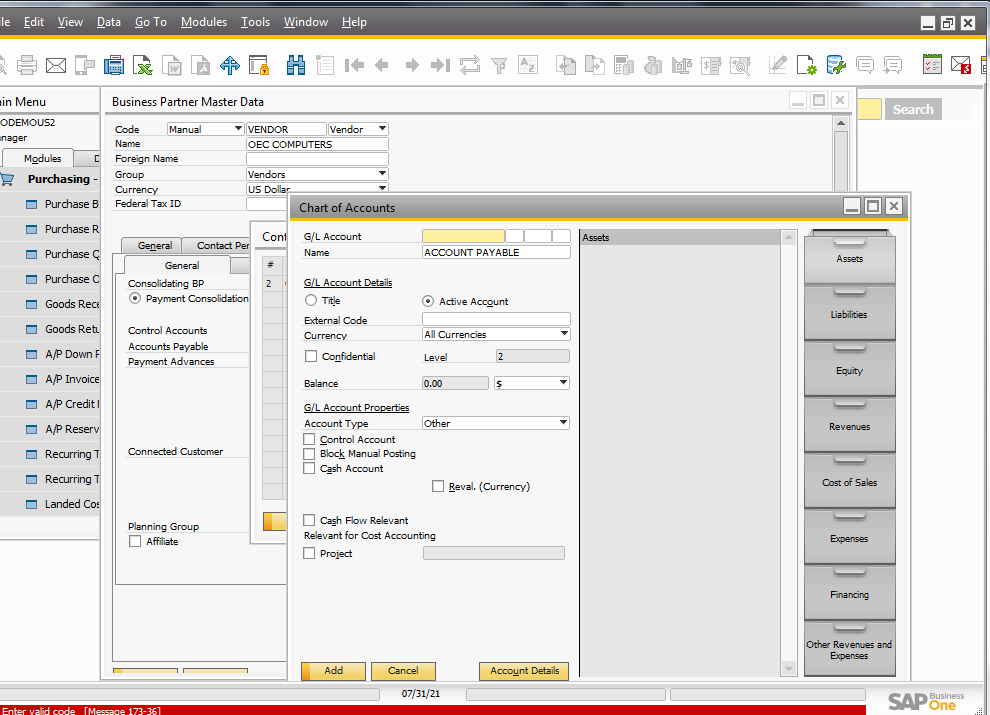 le Edit View Data Go To Modules Tools Window Help
ain Menu
ODEMOUS2
nager
Modules D
Purchasing -
Purchase B
Purchase R
Purchase Q
Purchase O
Goods Rece
Goods Retu
A/P Down P
A/P Invoice
A/P Credit I
A/P Reserv
Recurring T
Recurring T
Landed Cos
Search
Business Partner Master Data
Code Manual VENDOR Vendor
Name OEC COMPUTERS
Foreign Name
Group Vendors
Currency US Dollar
Federal Tax ID
General Contact Per
General
Consolidating BP
Payment Consolidation
Control Accounts
Accounts Payable
Payment Advances
Connected Customer
Planning Group
Affiliate
Cont
#
2
Chart of Accounts
G/L Account
Name ACCOUNT PAYABLE
G/L Account Details
Title Active Account
External Code
Currency All Currencies
Confidential Level 2
Balance 0.00 $
G/L Account Properties
Account Type Other
Control Account
Block Manual Posting
Cash Account
Reval. (Currency)
Cash Flow Relevant
Relevant for Cost Accounting
Project
Add Cancel Account Details
Assets
Assets
Liabilities
Equity
Revenues
Cost of Sales
Expenses
Financing
Other Revenues and
Expenses
07/31/21
SAP Business
One
Enter valid code [Message 173-36]